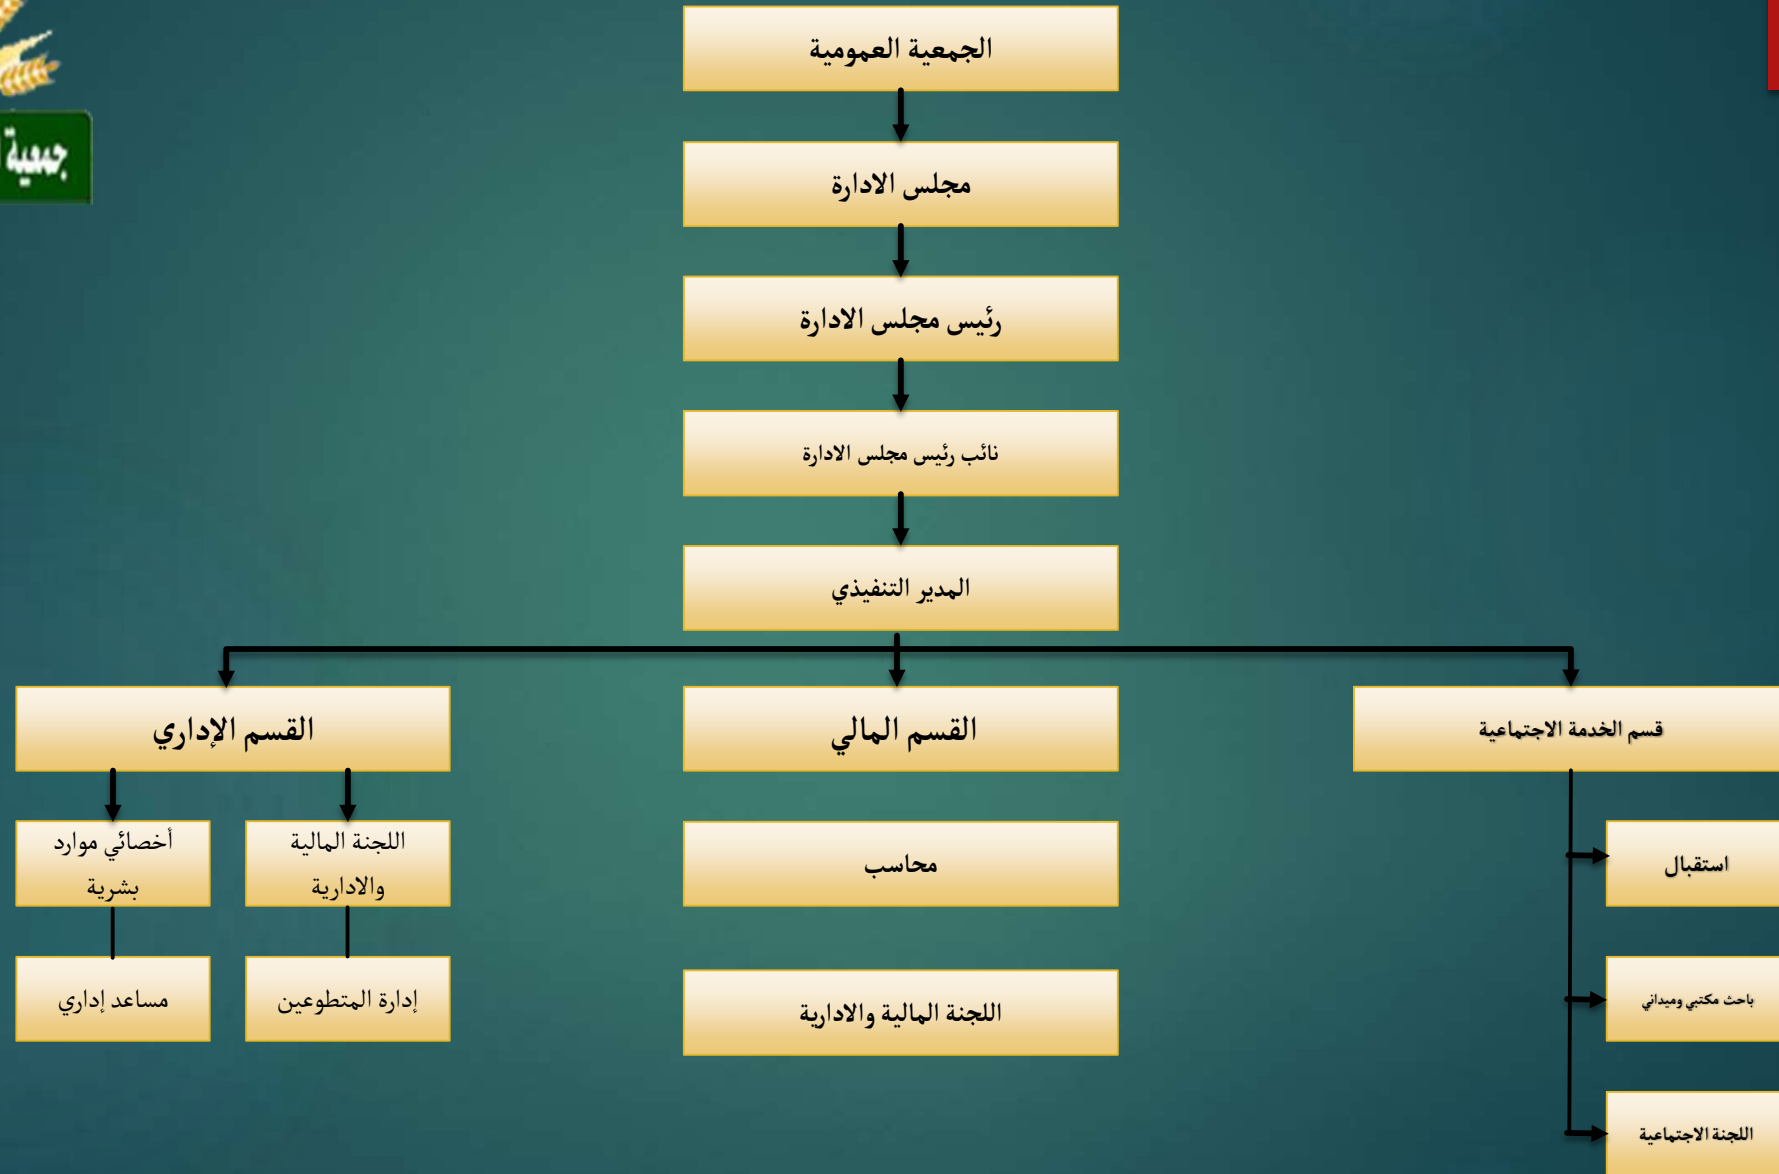 جمعية
الجمعية العمومية
مجلس الادارة
رئيس مجلس الادارة
نائب رئيس مجلس الادارة
المدير التنفيذي
قسم الخدمة الاجتماعية
القسم المالي
القسم الإداري
استقبال
باحث مكتبي وميداني
اللجنة الاجتماعية
محاسب
اللجنة المالية والادارية
اللجنة المالية
والادارية
إدارة المتطوعين
أخصائي موارد
بشرية
مساعد إداري